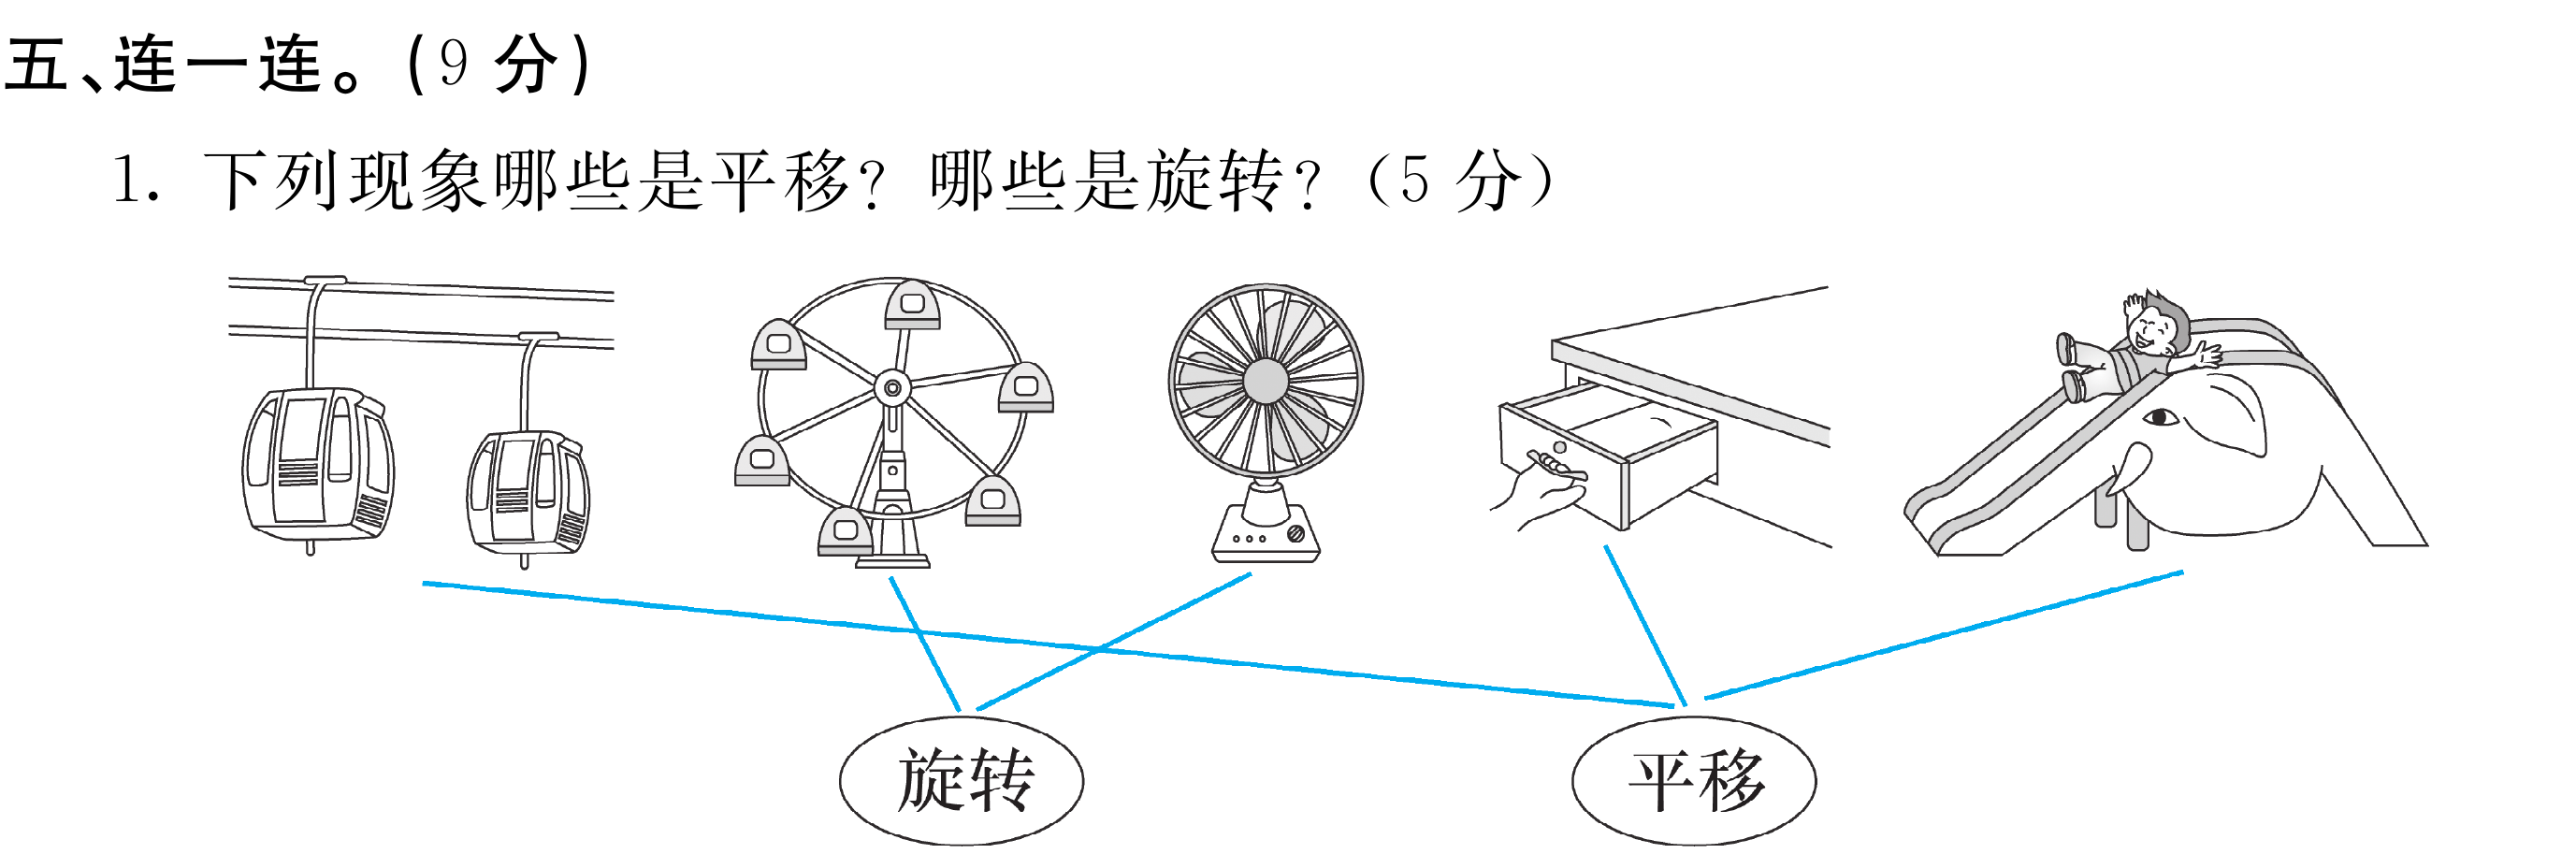 五、连一连。(9 分)
1. 下列现象哪些是平移？哪些是旋转？(5 分)
旋转
平移